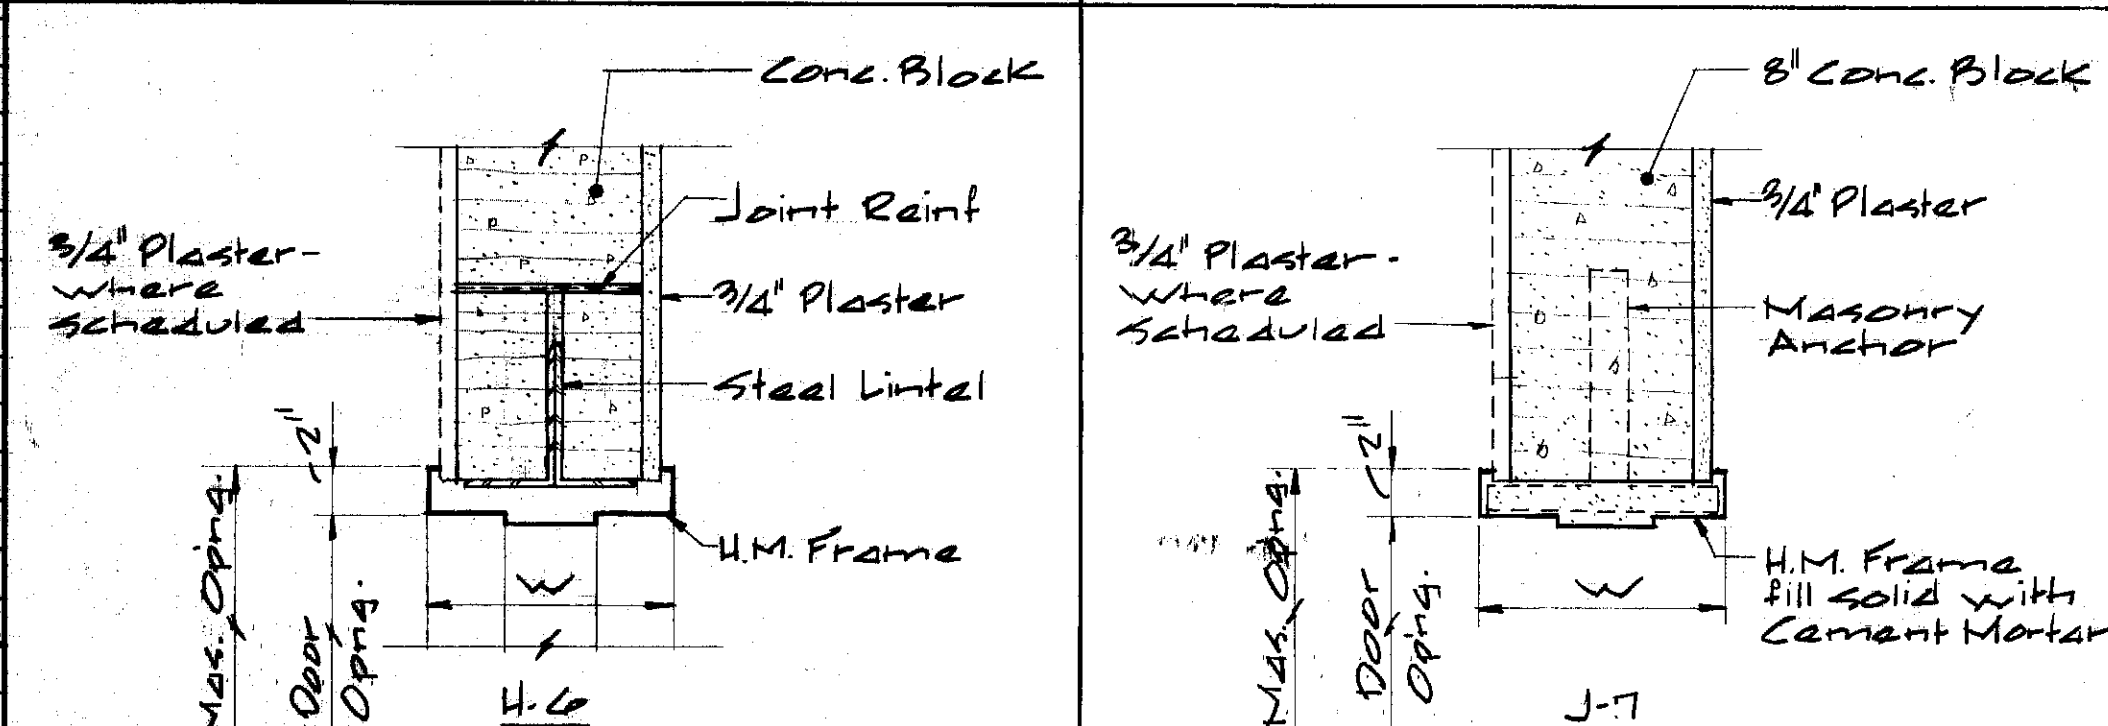 Conc. Block
Joint Reinf
3/4" Plaster-
where
scheduled
3/4" Plaster
Steel Lintel
2"
H.M. Frame
W
Mas. Opng.
Door
Opng.
H-6
8" Conc. Block
3/4" Plaster
3/4" Plaster-
where
scheduled
Masonry
Anchor
2"
H.M. Frame
fill solid with
Cement Mortar
W
Mas. Opng.
Door
Opng.
J-7